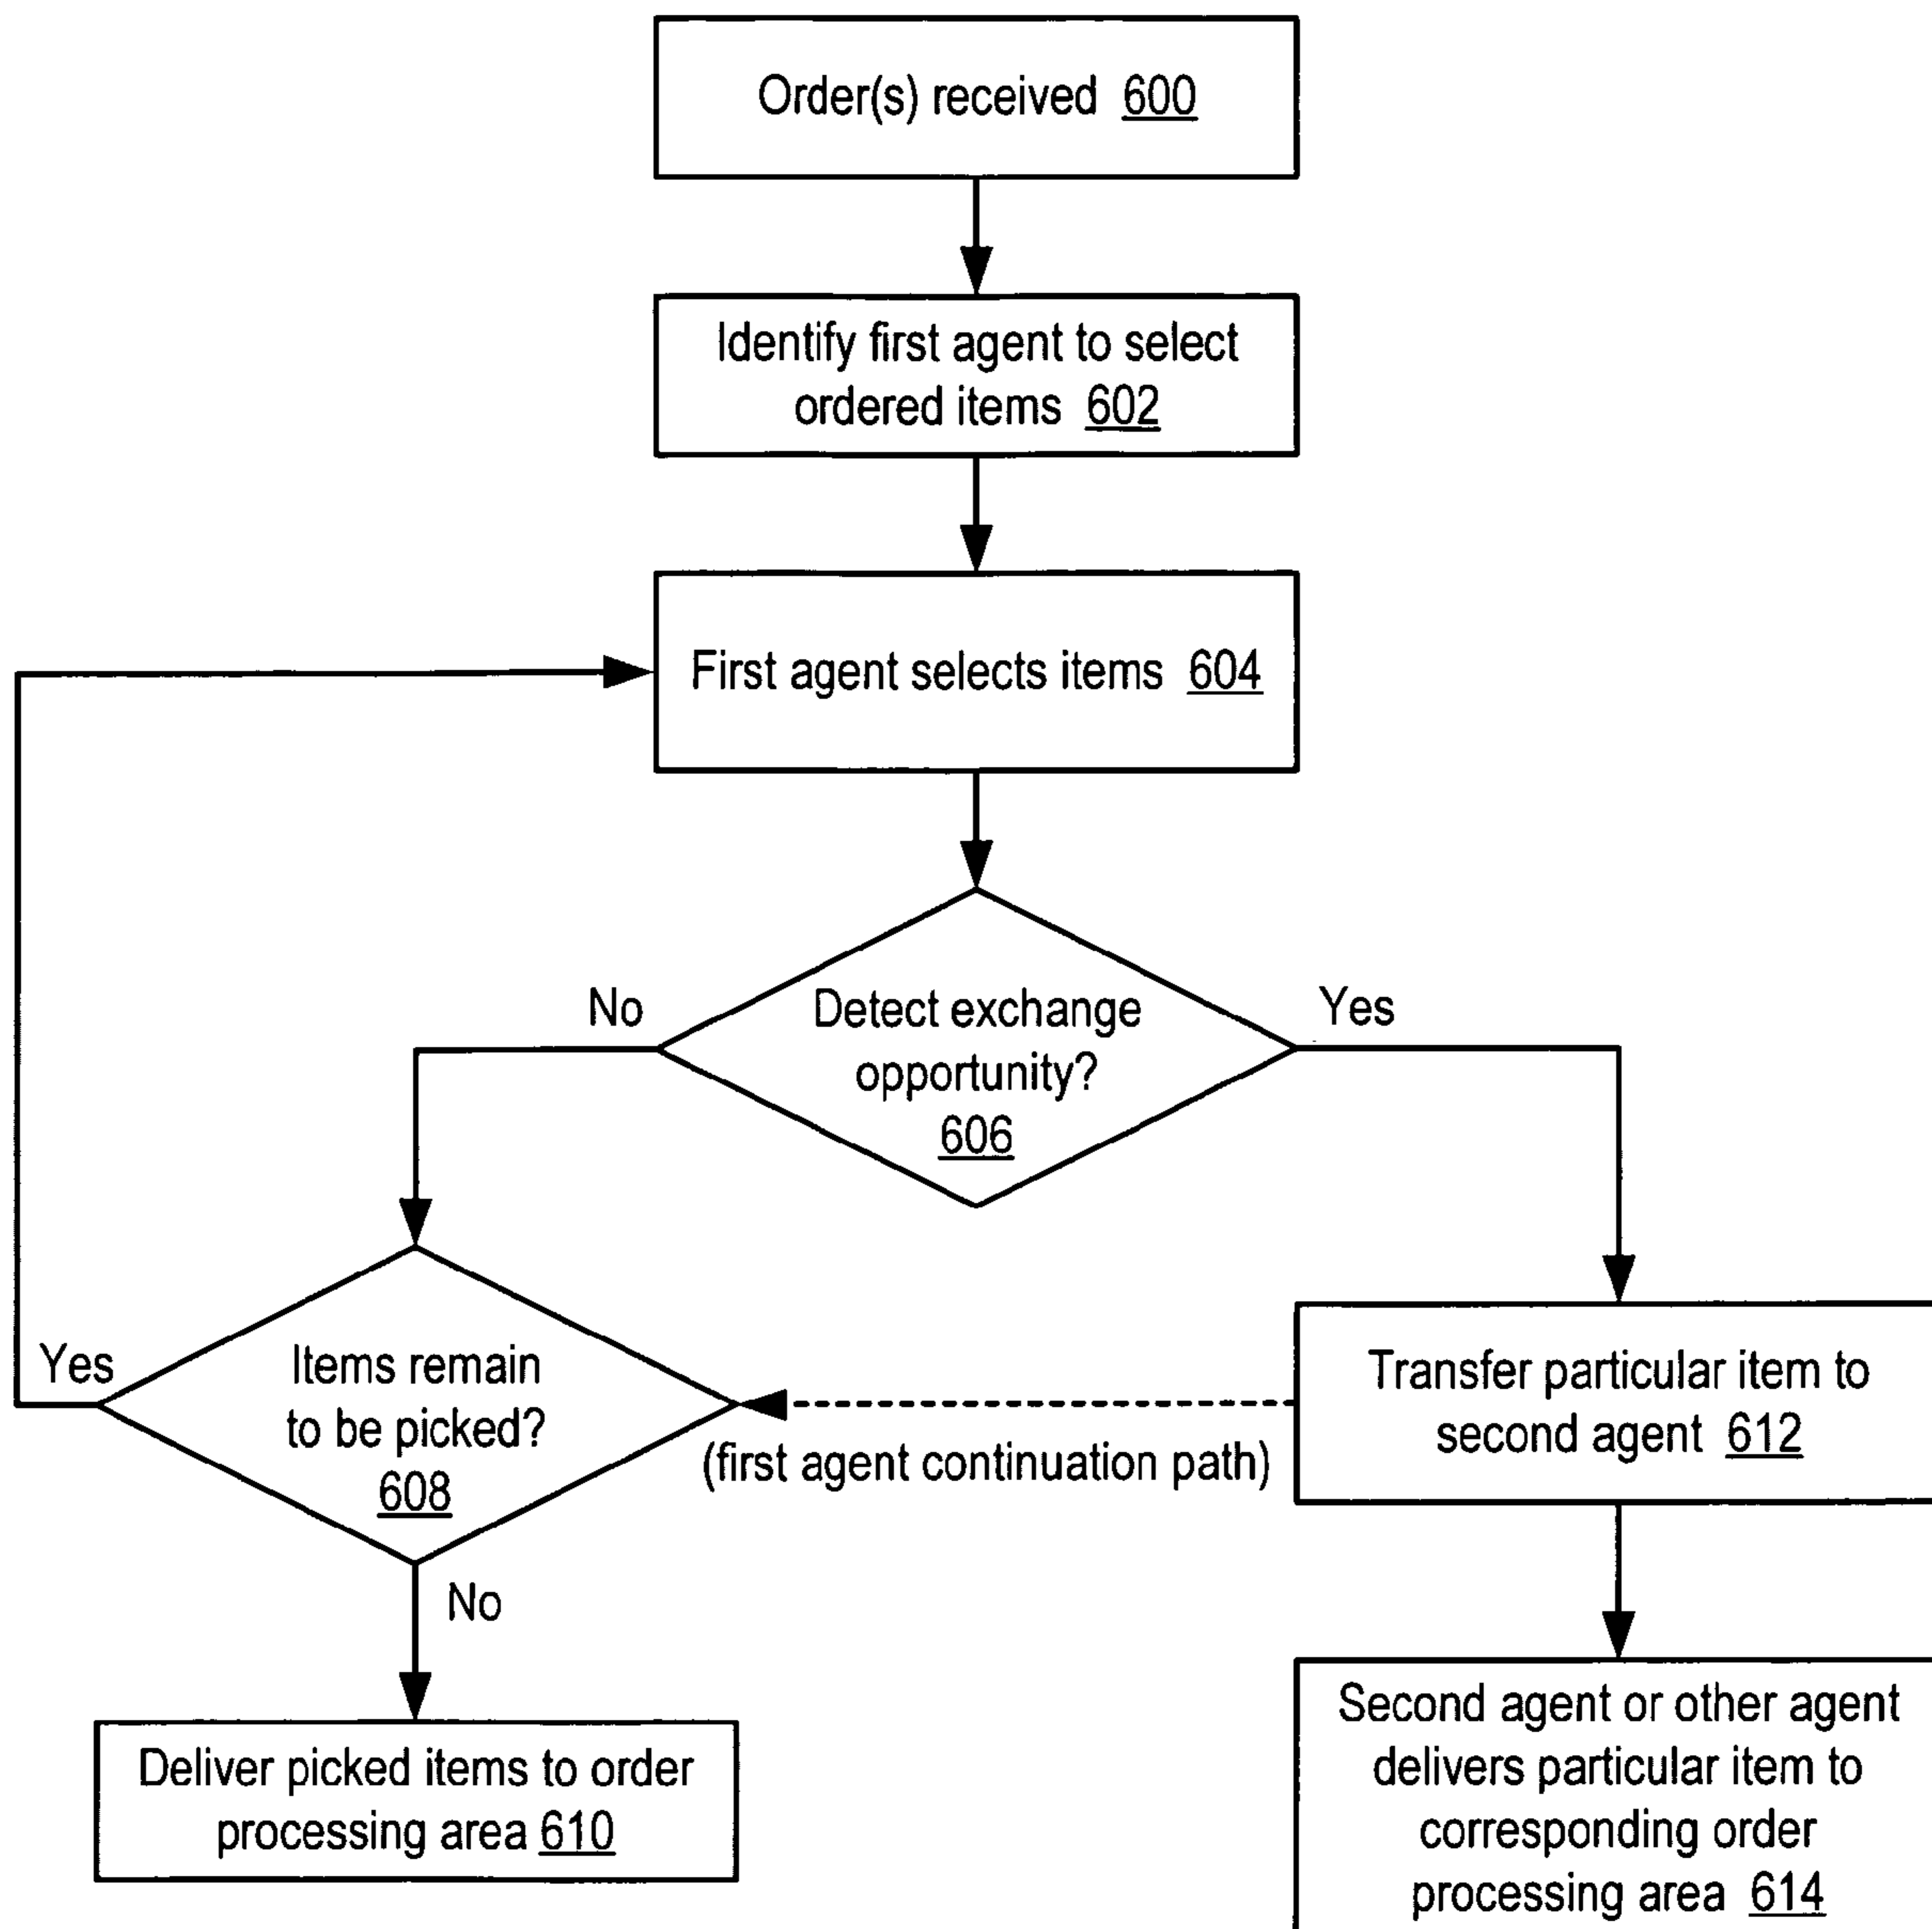 Order(s) received 600
Identify first agent to select
ordered items 602
First agent selects items 604
No
Detect exchange
opportunity?
606
Yes
Yes
Items remain
to be picked?
608
(first agent continuation path)
Transfer particular item to
second agent 612
No
Deliver picked items to order
processing area 610
Second agent or other agent
delivers particular item to
corresponding order
processing area 614